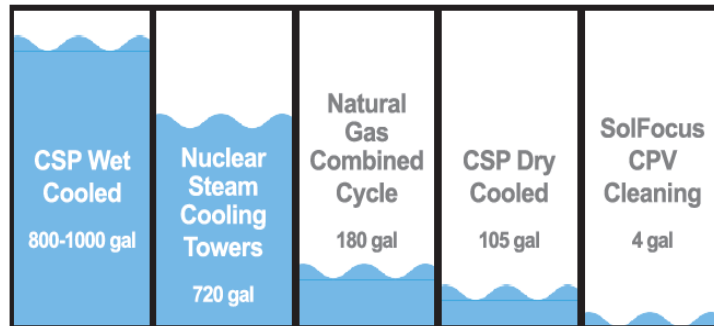 CSP Wet
Cooled
800-1000 gal
Nuclear
Steam
Cooling
Towers
720 gal
Natural
Gas
Combined
Cycle
180 gal
CSP Dry
Cooled
105 gal
SolFocus
CPV
Cleaning
4 gal